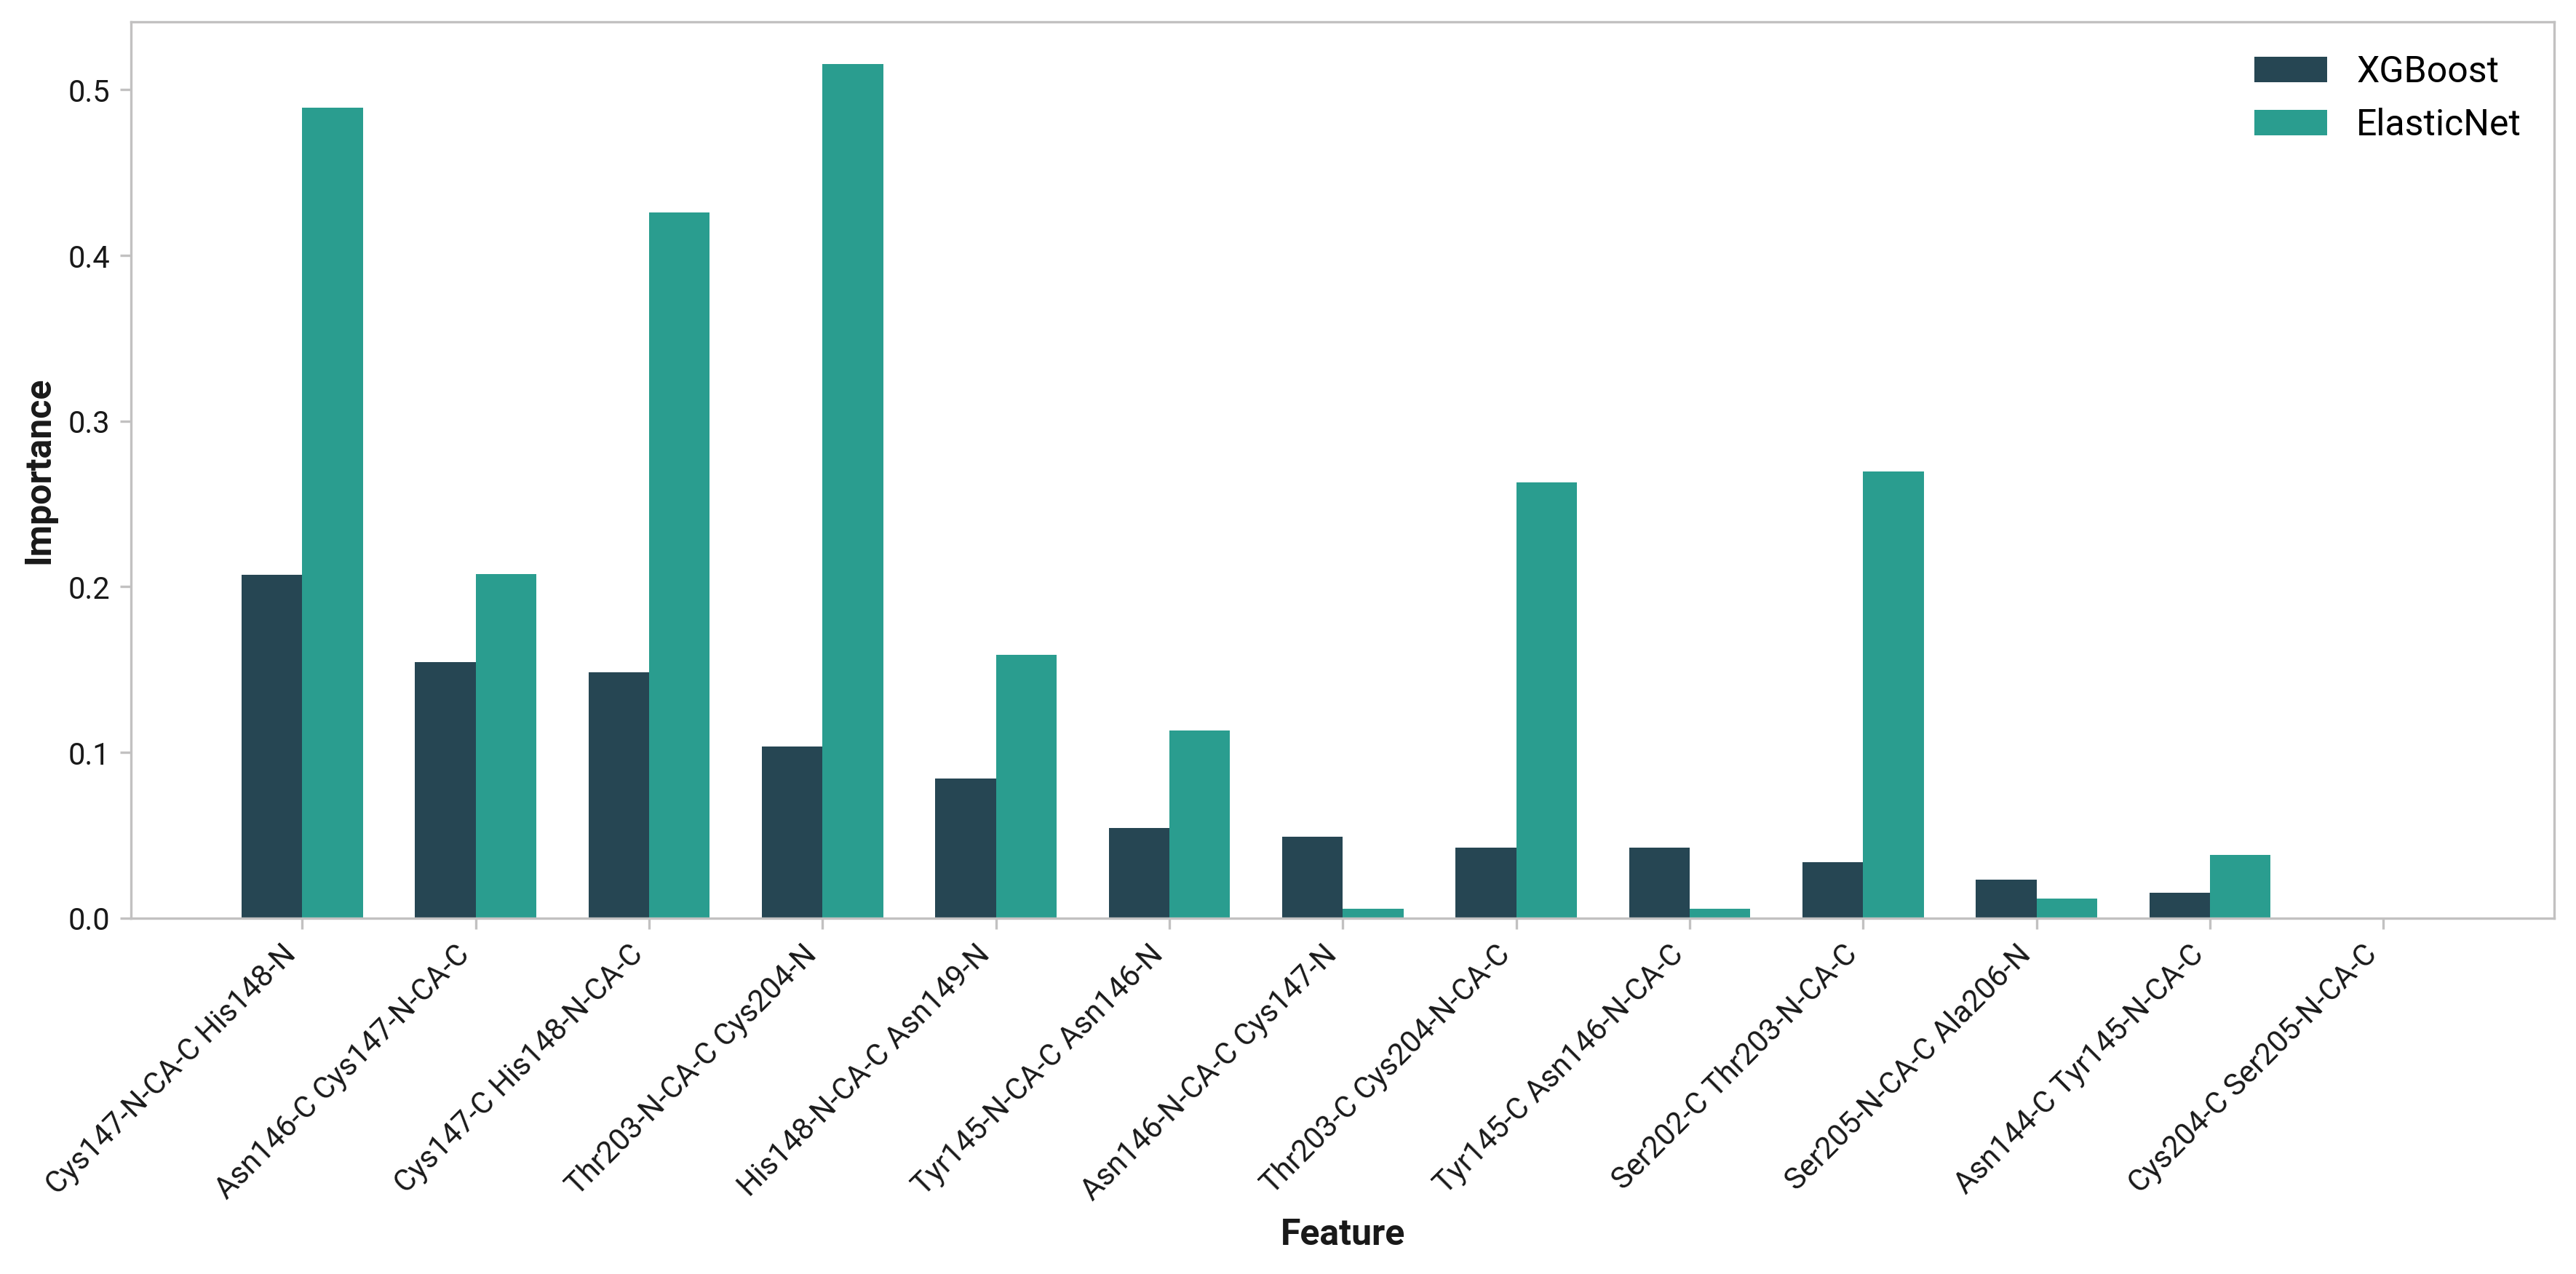 XGBoost
ElasticNet
Importance
0.5
0.4
0.3
0.2
0.1
0.0
Cys147-N-CA-C His148-N
Asn146-C Cys147-N-CA-C
Cys147-C His148-N-CA-C
Thr203-N-CA-C Cys204-N
His148-N-CA-C Asn149-N
Tyr145-N-CA-C Asn146-N
Asn146-N-CA-C Cys147-N
Thr203-C Cys204-N-CA-C
Tyr145-C Asn146-N-CA-C
Ser202-C Thr203-N-CA-C
Ser205-N-CA-C Ala206-N
Asn144-C Tyr145-N-CA-C
Cys204-C Ser205-N-CA-C
Feature